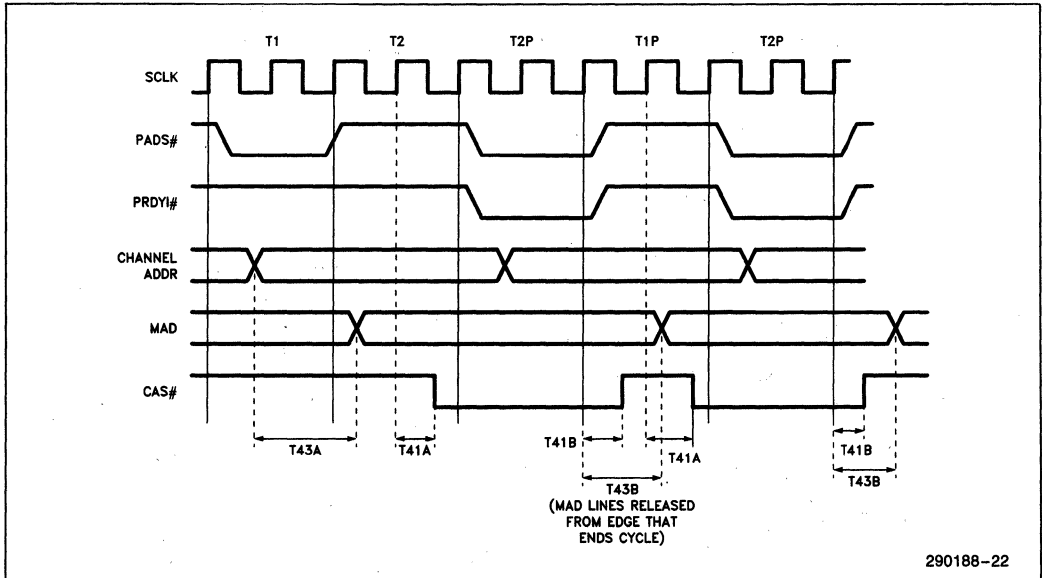 T1 T2 T2P T1P T2P
SCLK
PADS#
PRDYI#
CHANNEL
ADDR
MAD
CAS#
T43A T41A T41B T41A T41B
T43B T43B
(MAD LINES RELEASED
FROM EDGE THAT
ENDS CYCLE)
290188-22